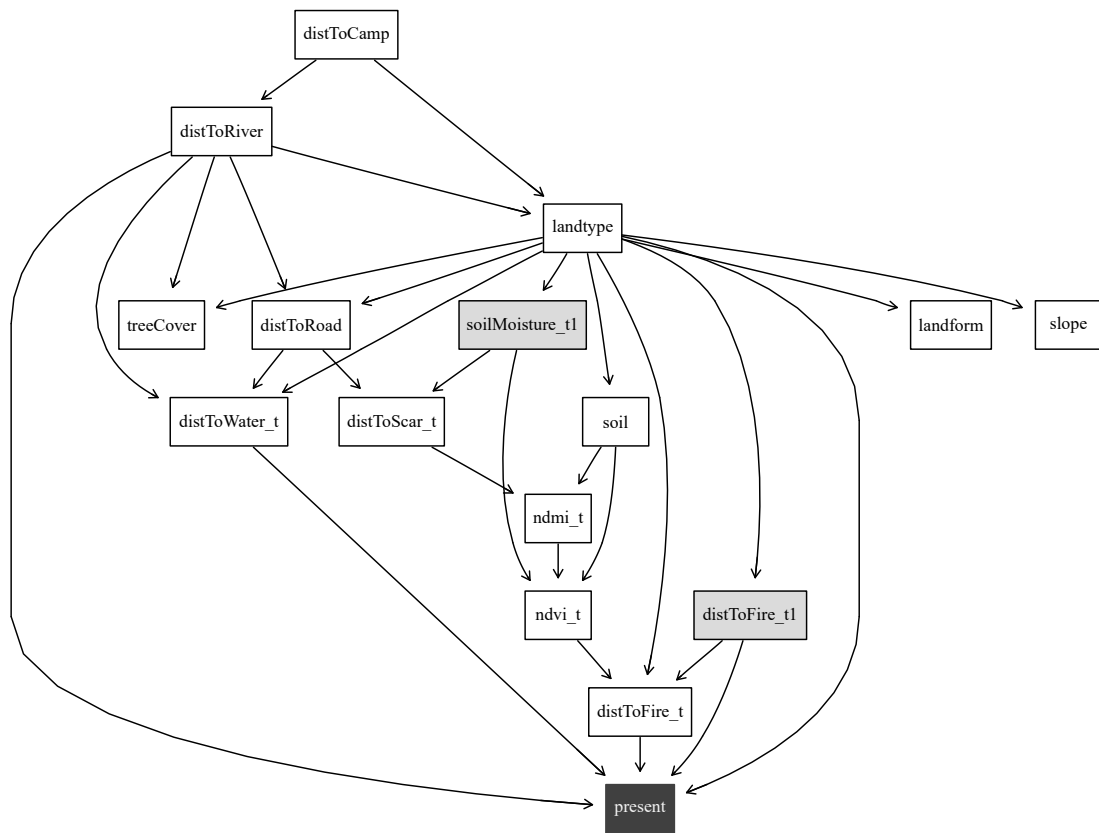 distToCamp
distToRiver
landtype
treeCover
distToRoad
soilMoisture_t1
landform
slope
distToWater_t
distToScar_t
soil
ndmi_t
ndvi_t
distToFire_t1
distToFire_t
present